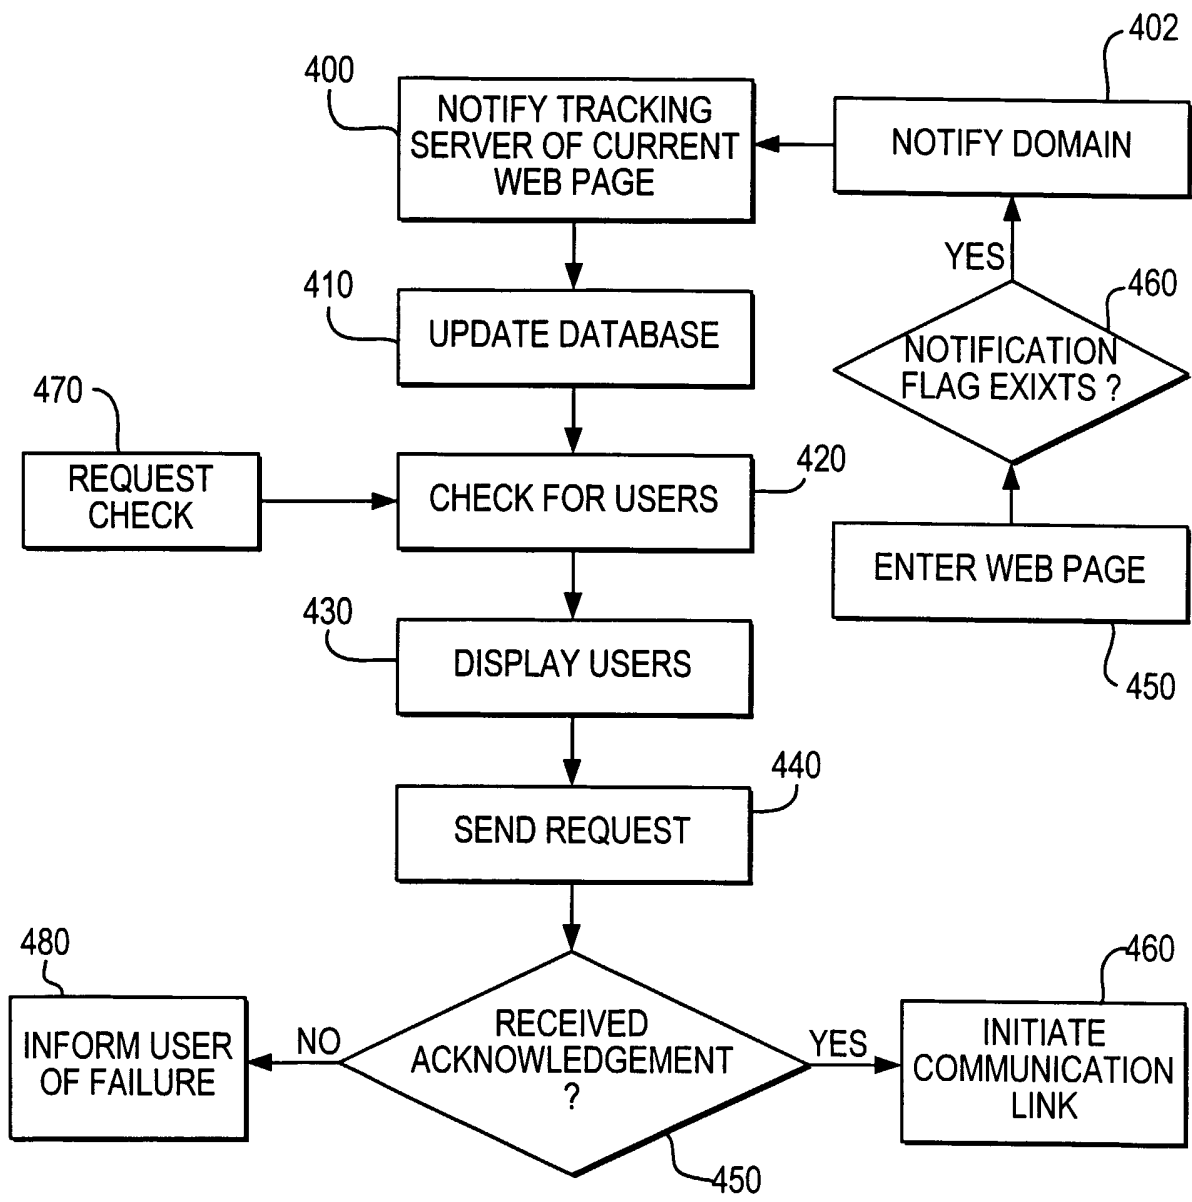 402
400
NOTIFY TRACKING
SERVER OF CURRENT
WEB PAGE
NOTIFY DOMAIN
YES
410
UPDATE DATABASE
460
NOTIFICATION
FLAG EXIXTS ?
470
REQUEST
CHECK
CHECK FOR USERS
420
ENTER WEB PAGE
450
430
DISPLAY USERS
440
SEND REQUEST
480
INFORM USER
OF FAILURE
NO
RECEIVED
ACKNOWLEDGEMENT
?
YES
460
INITIATE
COMMUNICATION
LINK
450